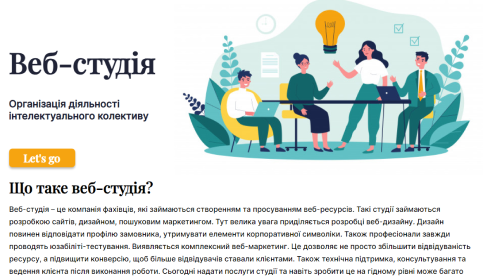 Веб-студія
Організація діяльності
інтелектуального колективу
Let's go
Що таке веб-студія?
Веб-студія – це компанія фахівців, які займаються створенням та просуванням веб-ресурсів. Такі студії займаються
розробкою сайтів, дизайном, пошуковим маркетингом. Тут велика увага приділяється розробці веб-дизайну. Дизайн
повинен відповідати профілю замовника, утримувати елементи корпоративної символіки. Також професионали завжди
проводять юзабіліті-тестування. Виявляється комплексний веб-маркетинг. Це дозволяє не просто збільшити відвідуваність
ресурсу, а підвищити конверсію, щоб більше відвідувачів ставали клієнтами. Також технічна підтримка, консультування та
ведення клієнта після виконання роботи. Сьогодні надати послуги студії та навіть зробити це на гідному рівні може багато